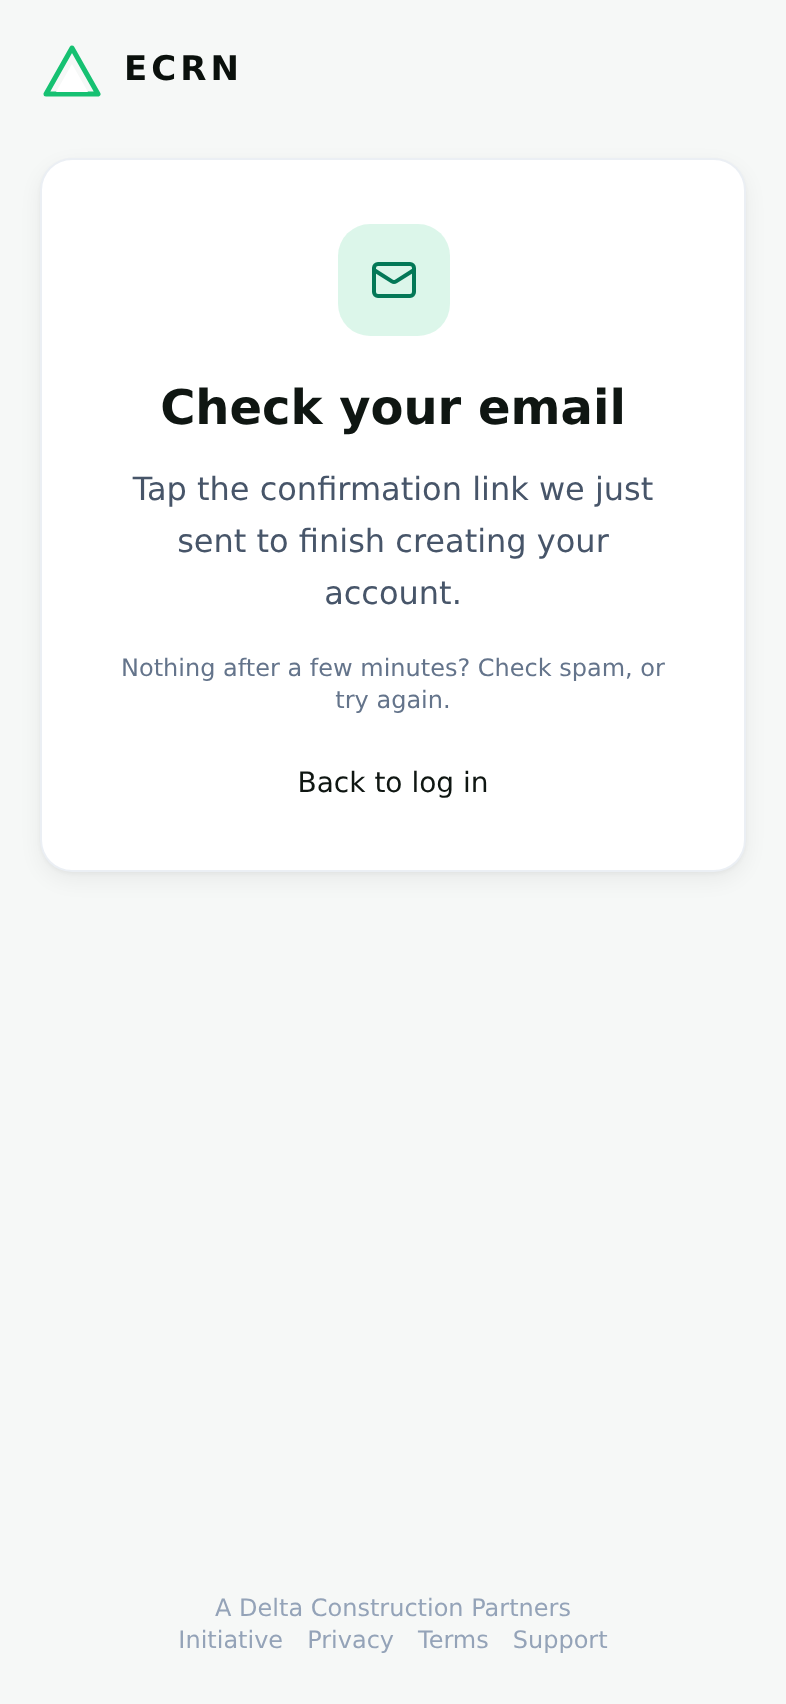 ECRN
Check your email
Tap the confirmation link we just
sent to finish creating your
account.
Nothing after a few minutes? Check spam, or
try again.
Back to log in
A Delta Construction Partners
Initiative Privacy Terms Support